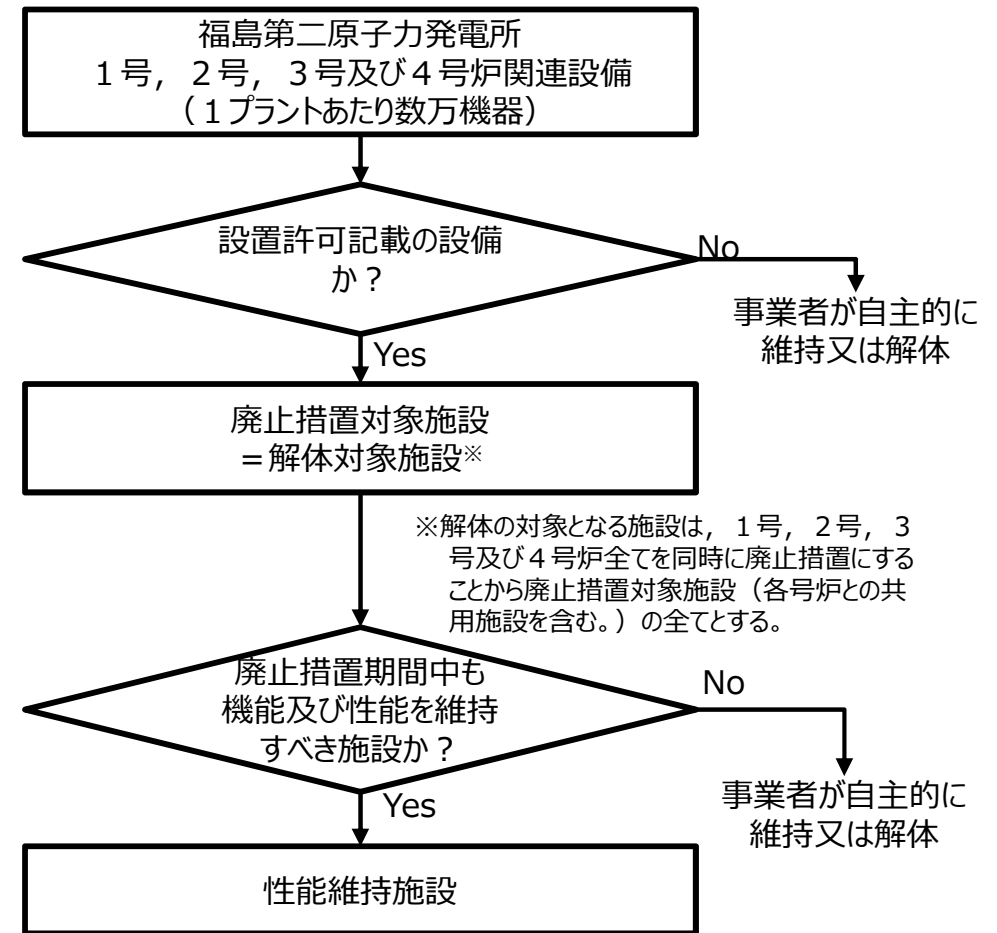 福島第二原子力発電所
１号，２号，３号及び４号炉関連設備
（１プラントあたり数万機器）
設置許可記載の設備
か？
No
事業者が自主的に
維持又は解体
Yes
廃止措置対象施設
＝解体対象施設※
※解体の対象となる施設は，１号，２号，３
号及び４号炉全てを同時に廃止措置にする
ことから廃止措置対象施設（各号炉との共
用施設を含む。）の全てとする。
廃止措置期間中も
機能及び性能を維持
すべき施設か？
No
事業者が自主的に
維持又は解体
Yes
性能維持施設